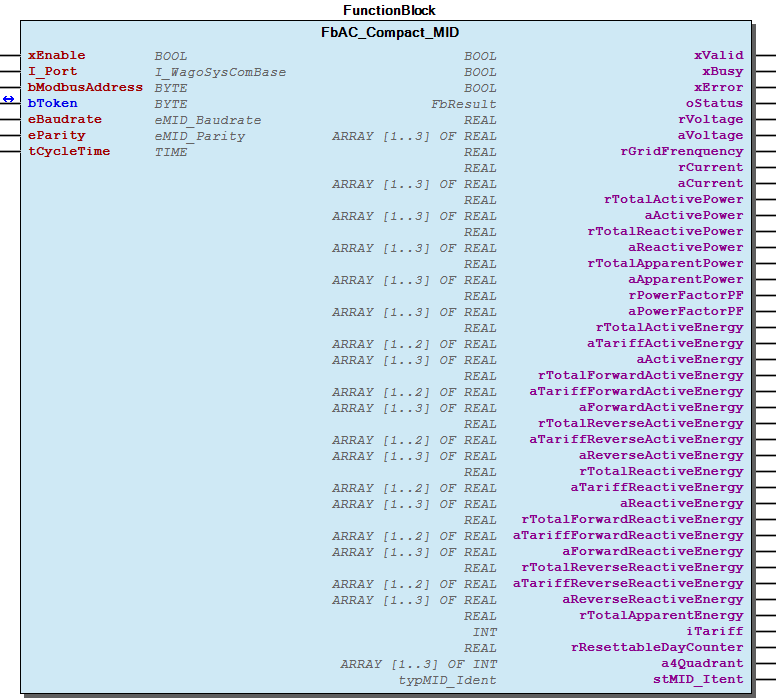 FunctionBlock
FbAC_Compact_MID
xEnable BOOL BOOL xValid
I_Port I_WagoSysComBase BOOL xBusy
bModbusAddress BYTE BOOL xError
bToken BYTE FbResult oStatus
eBaudrate eMID_Baudrate REAL rVoltage
eParity eMID_Parity ARRAY [1..3] OF REAL aVoltage
tCycleTime TIME REAL rGridFrenquency
REAL rCurrent
ARRAY [1..3] OF REAL aCurrent
REAL rTotalActivePower
ARRAY [1..3] OF REAL aActivePower
REAL rTotalReactivePower
ARRAY [1..3] OF REAL aReactivePower
REAL rTotalApparentPower
ARRAY [1..3] OF REAL aApparentPower
REAL rPowerFactorPF
ARRAY [1..3] OF REAL aPowerFactorPF
REAL rTotalActiveEnergy
ARRAY [1..2] OF REAL aTariffActiveEnergy
ARRAY [1..3] OF REAL aActiveEnergy
REAL rTotalForwardActiveEnergy
ARRAY [1..2] OF REAL aTariffForwardActiveEnergy
ARRAY [1..3] OF REAL aForwardActiveEnergy
REAL rTotalReverseActiveEnergy
ARRAY [1..2] OF REAL aTariffReverseActiveEnergy
ARRAY [1..3] OF REAL aReverseActiveEnergy
REAL rTotalReactiveEnergy
ARRAY [1..2] OF REAL aTariffReactiveEnergy
ARRAY [1..3] OF REAL aReactiveEnergy
REAL rTotalForwardReactiveEnergy
ARRAY [1..2] OF REAL aTariffForwardReactiveEnergy
ARRAY [1..3] OF REAL aForwardReactiveEnergy
REAL rTotalReverseReactiveEnergy
ARRAY [1..2] OF REAL aTariffReverseReactiveEnergy
ARRAY [1..3] OF REAL aReverseReactiveEnergy
REAL rTotalApparentEnergy
INT iTariff
REAL rResettableDayCounter
ARRAY [1..3] OF INT a4Quadrant
typMID_Ident stMID_Itent